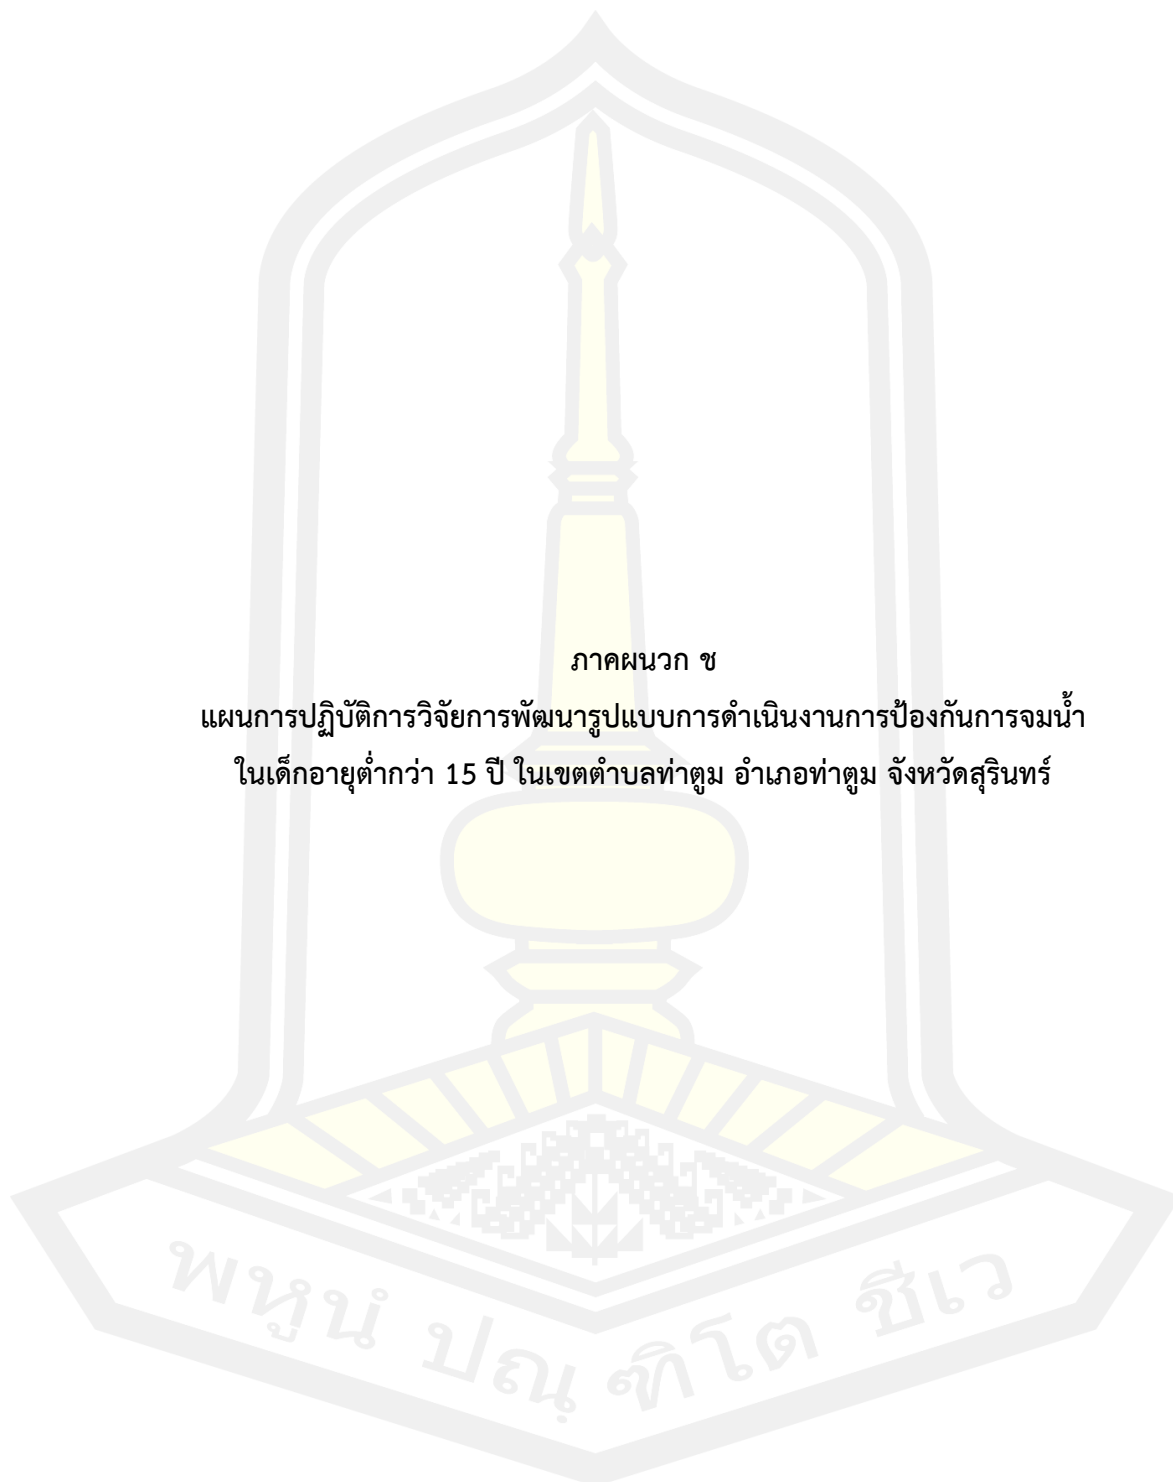 ภาคผนวก ช
แผนการปฏิบัติการวิจัยการพัฒนารูปแบบการดำเนินงานการป้องกันการจมน้ำ
ในเด็กอายุต่ำกว่า 15 ปี ในเขตตำบลท่าตูม อำเภอท่าตูม จังหวัดสุรินทร์
พหูนํ ปณฺฑิโต ชีเว